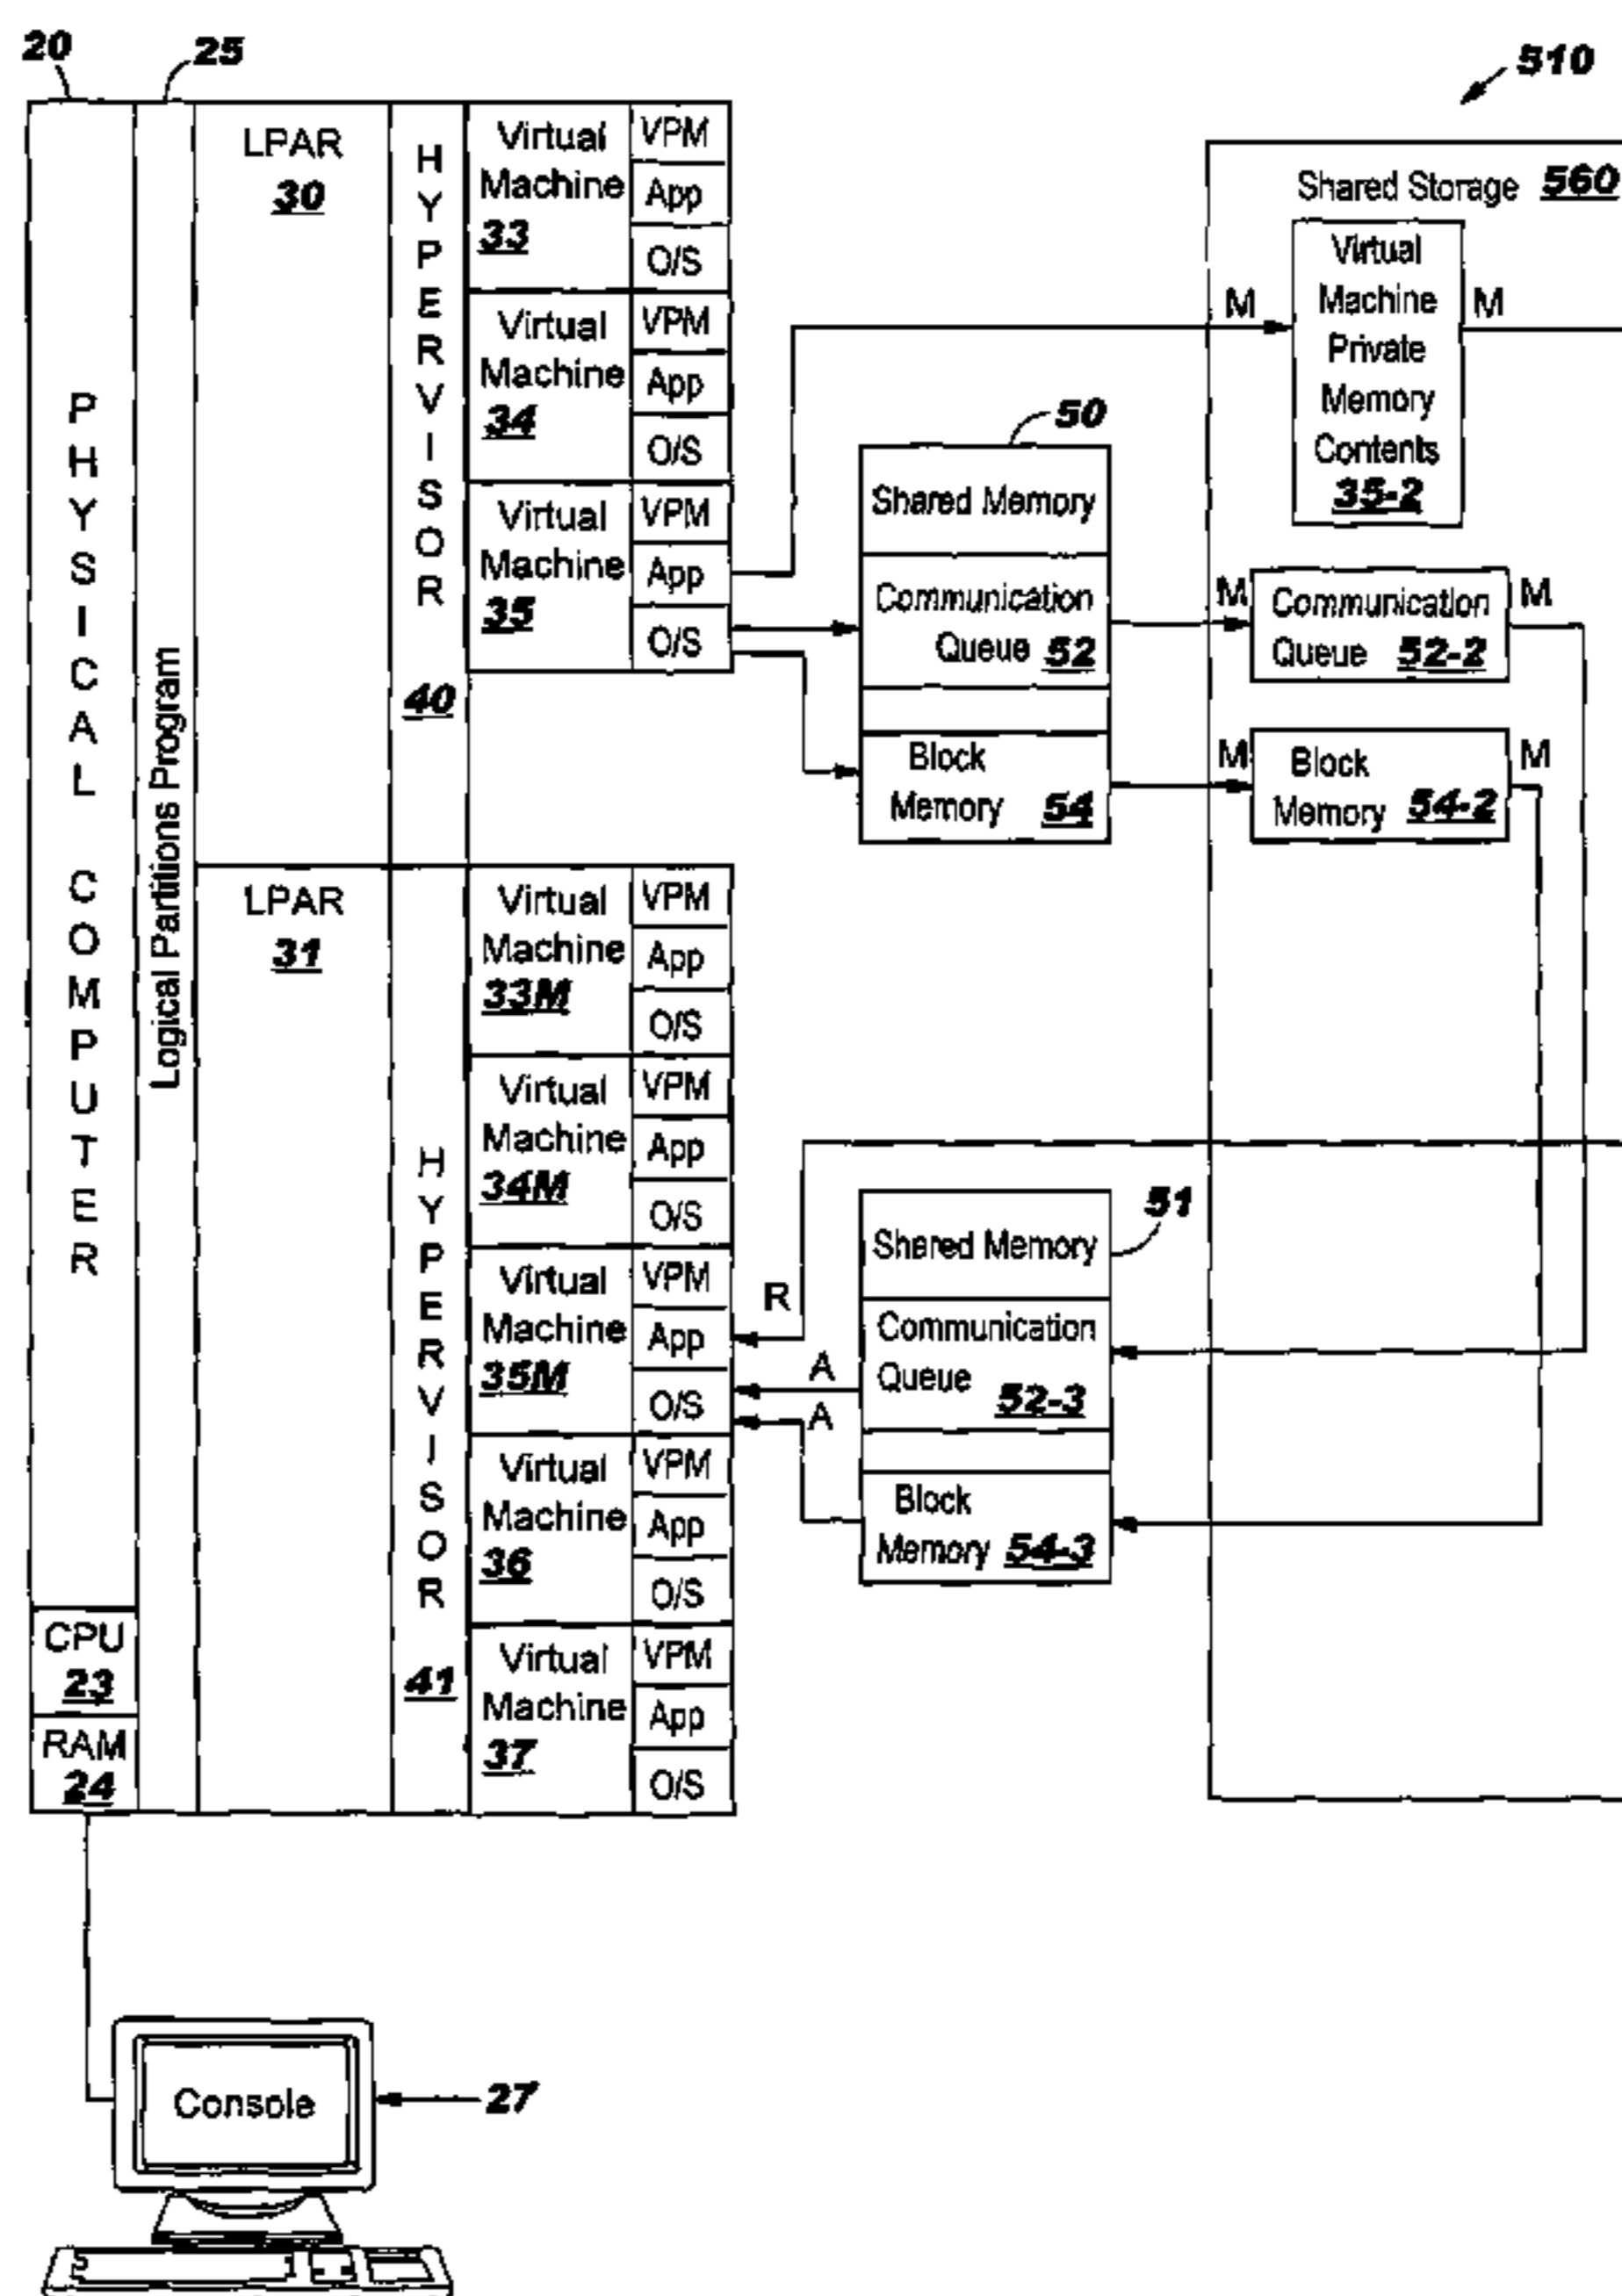 20
25
510
PHYSICAL COMPUTER
CPU
23
RAM
24
Logical Partitions Program
LPAR
30
HYPERVISOR
40
Virtual
Machine
33
VPM
App
O/S
Virtual
Machine
34
VPM
App
O/S
Virtual
Machine
35
VPM
App
O/S
50
Shared Memory
Communication
Queue 52
Block
Memory 54
Shared Storage 560
M
Virtual
Machine
Private
Memory
Contents
35-2
M
M
Communication
Queue 52-2
M
M
Block
Memory 54-2
M
LPAR
31
HYPERVISOR
41
Virtual
Machine
33M
VPM
App
O/S
Virtual
Machine
34M
VPM
App
O/S
Virtual
Machine
35M
VPM
App
O/S
Virtual
Machine
36
VPM
App
O/S
Virtual
Machine
37
VPM
App
O/S
R
A
A
51
Shared Memory
Communication
Queue 52-3
Block
Memory 54-3
Console
27